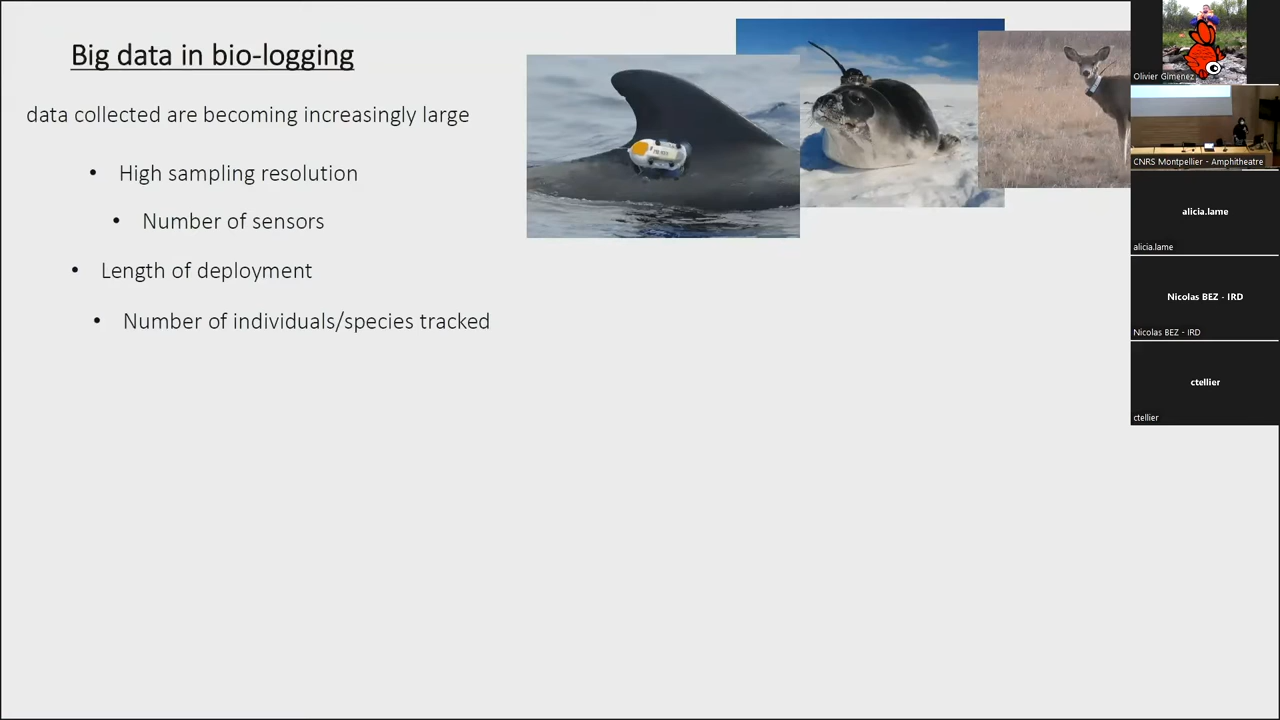 Big data in bio-logging
data collected are becoming increasingly large
• High sampling resolution
• Number of sensors
• Length of deployment
• Number of individuals/species tracked
Olivier Gimenez
CNRS Montpellier - Amphitheatre
alicia.lame
alicia.lame
Nicolas BEZ - IRD
Nicolas BEZ - IRD
ctellier
ctellier